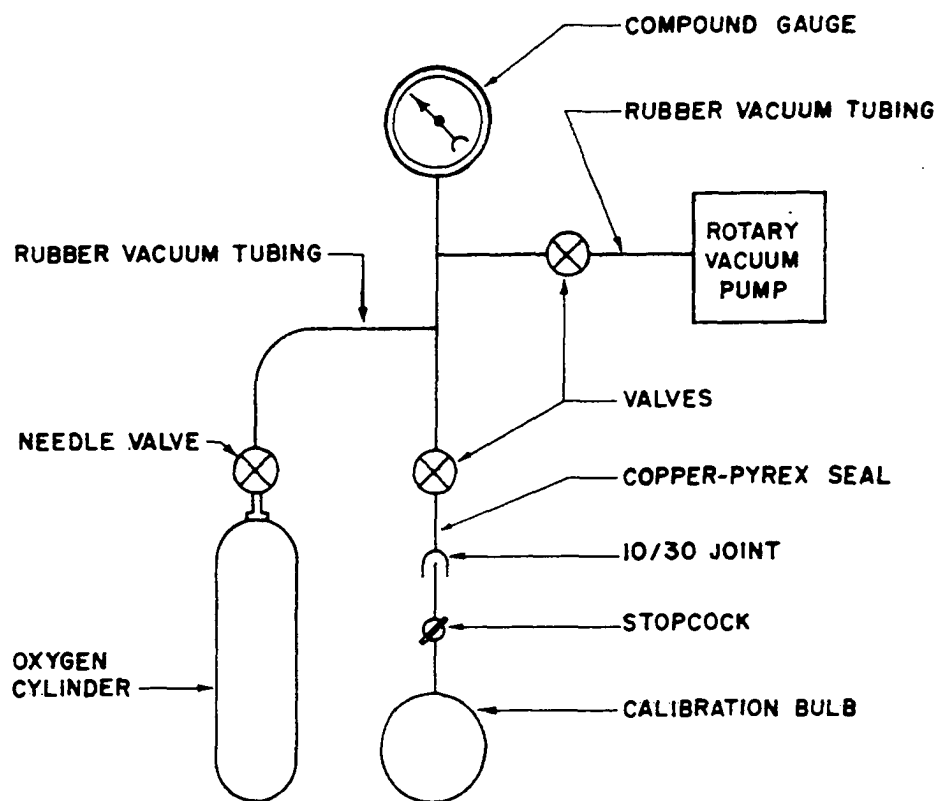 COMPOUND GAUGE
RUBBER VACUUM TUBING
ROTARY
VACUUM
PUMP
RUBBER VACUUM TUBING
VALVES
NEEDLE VALVE
COPPER-PYREX SEAL
10/30 JOINT
STOPCOCK
OXYGEN
CYLINDER
CALIBRATION BULB